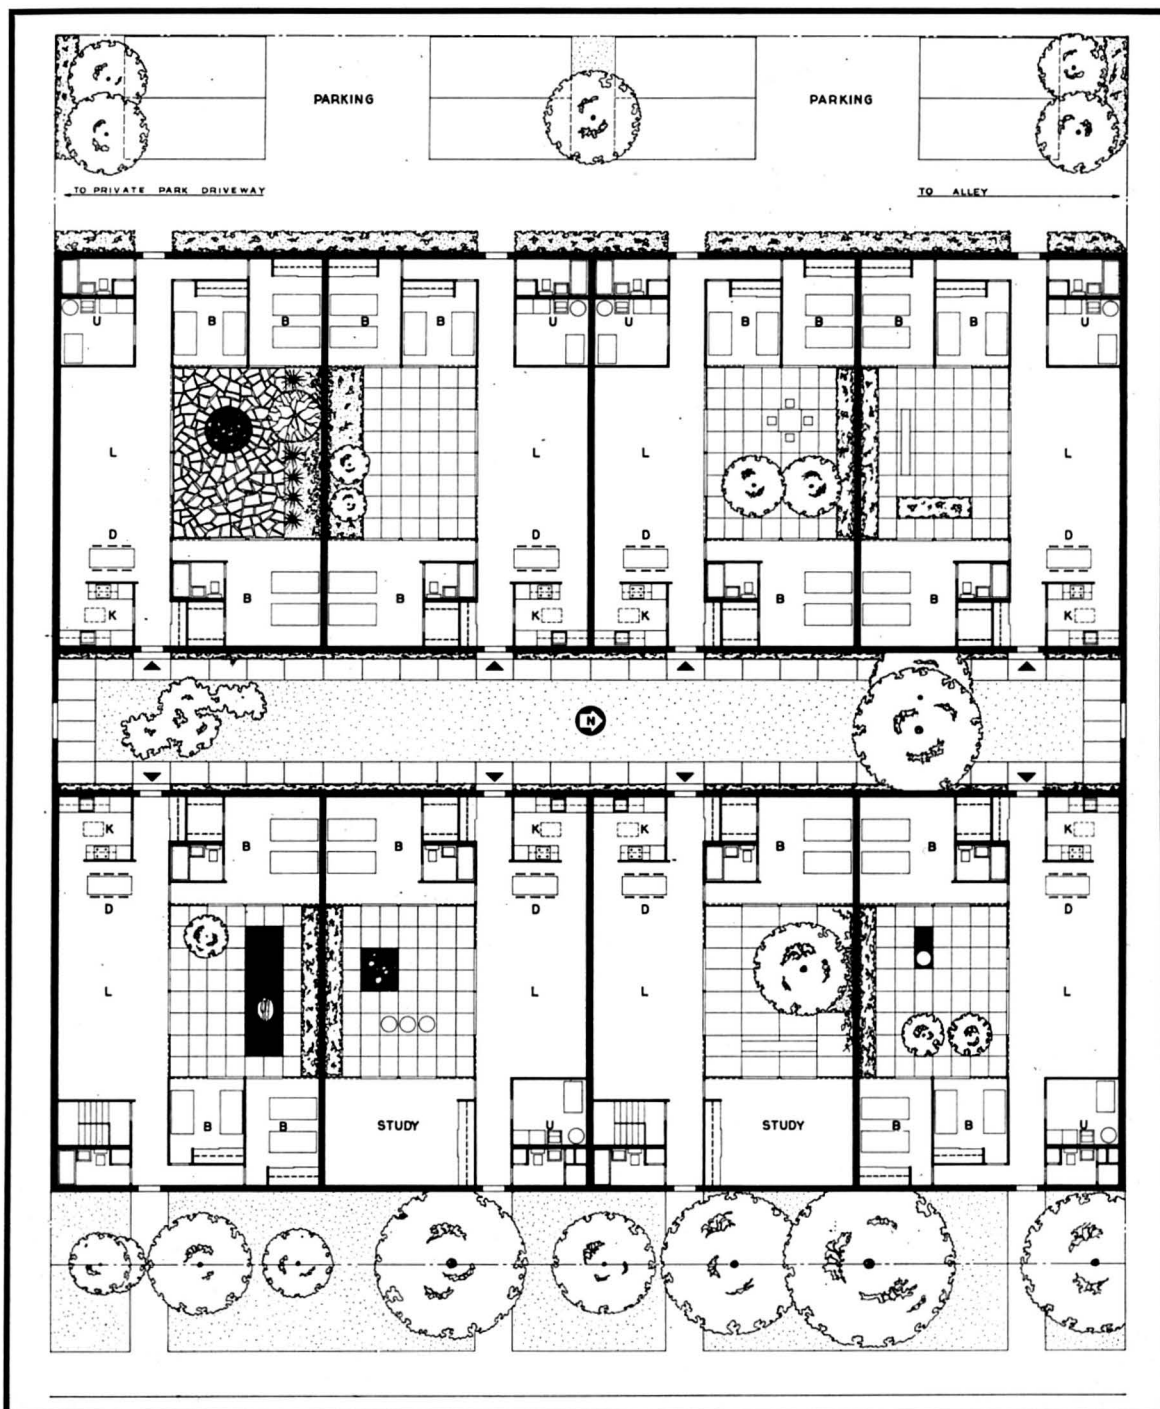 PARKING PARKING
TO PRIVATE PARK DRIVEWAY TO ALLEY
U B B B B U U B B B B U
L L L L
D D D D
K B B K K B B K
N
K B B K K B B K
D D D D
L L L L
B B STUDY U STUDY B B U